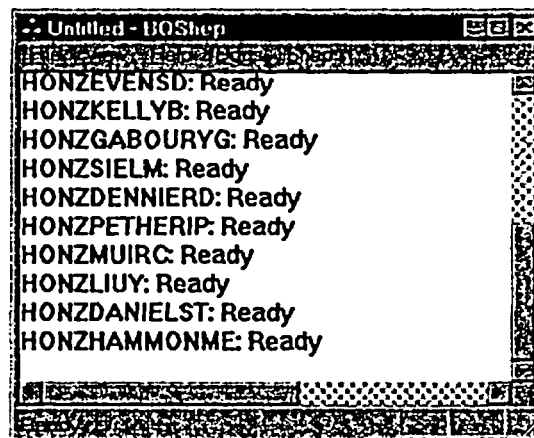 Untitled - BOShep
HONZEVENSD: Ready
HONZKELLYB: Ready
HONZGABOURYG: Ready
HONZSIELM: Ready
HONZDENNIERD: Ready
HONZPETHERIP: Ready
HONZMUIRC: Ready
HONZLIUY: Ready
HONZDANIELST: Ready
HONZHAMMONME: Ready